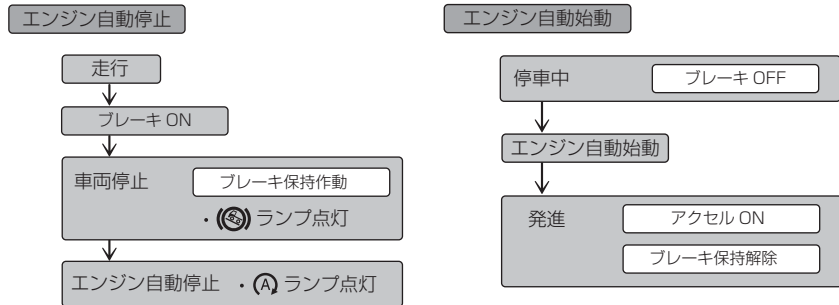 エンジン自動停止
走行
ブレーキ ON
車両停止 ブレーキ保持作動
・ランプ点灯
エンジン自動停止 ・(A) ランプ点灯
エンジン自動始動
停車中 ブレーキ OFF
エンジン自動始動
発進 アクセル ON
ブレーキ保持解除